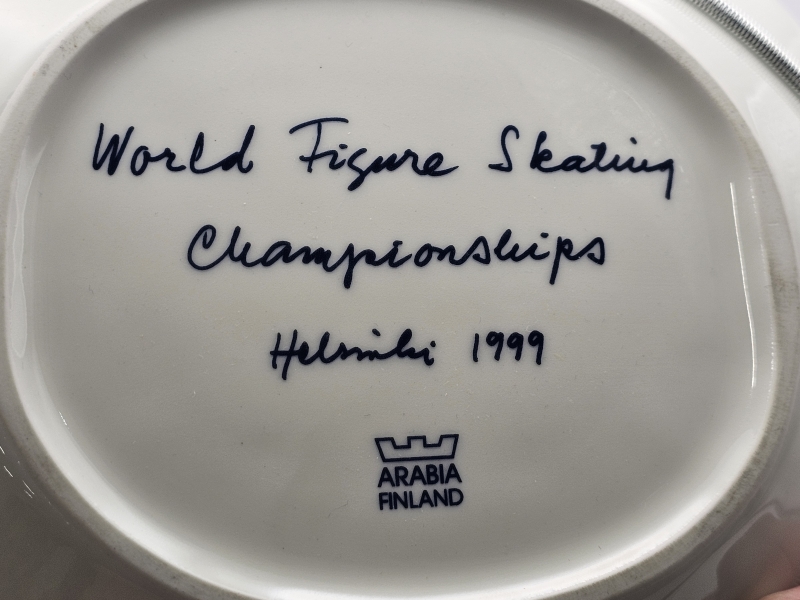 World Figure Skating
Championships
Helsinki 1999
ARABIA
FINLAND